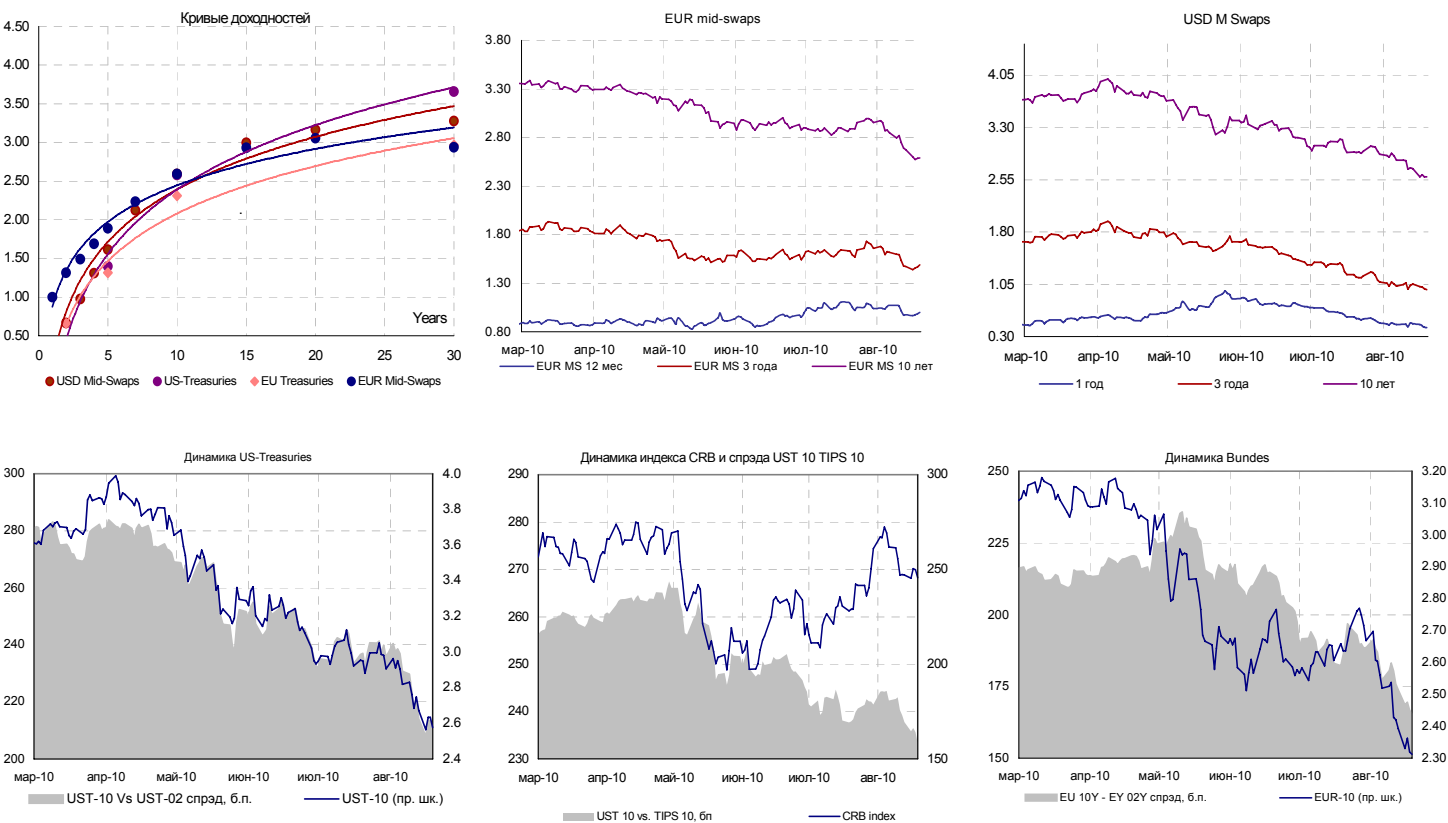 Кривые доходностей
4.50
4.00
3.50
3.00
2.50
2.00
1.50
1.00
0.50
0 5 10 15 20 25 30
Years
USD Mid-Swaps US-Treasuries EU Treasuries EUR Mid-Swaps
EUR mid-swaps
3.80
3.30
2.80
2.30
1.80
1.30
0.80
мар-10 апр-10 май-10 июн-10 июл-10 авг-10
EUR MS 12 мес EUR MS 3 года EUR MS 10 лет
USD M Swaps
4.05
3.30
2.55
1.80
1.05
0.30
мар-10 апр-10 май-10 июн-10 июл-10 авг-10
1 год 3 года 10 лет
Динамика US-Treasuries
300 4.0
3.8
280
3.6
3.4
260
3.2
240
3.0
2.8
220
2.6
200 2.4
мар-10 апр-10 май-10 июн-10 июл-10 авг-10
UST-10 Vs UST-02 спрэд, б.п. UST-10 (пр. шк.)
Динамика индекса CRB и спрэда UST 10 TIPS 10
290 300
280
270 250
260
250 200
240
230 150
мар-10 апр-10 май-10 июн-10 июл-10 авг-10
UST 10 vs. TIPS 10, бп CRB index
Динамика Bundes
250 3.20
3.10
3.00
225
2.90
2.80
200
2.70
2.60
175
2.50
2.40
150 2.30
мар-10 апр-10 май-10 июн-10 июл-10 авг-10
EU 10Y - EY 02Y спрэд, б.п. EUR-10 (пр. шк.)